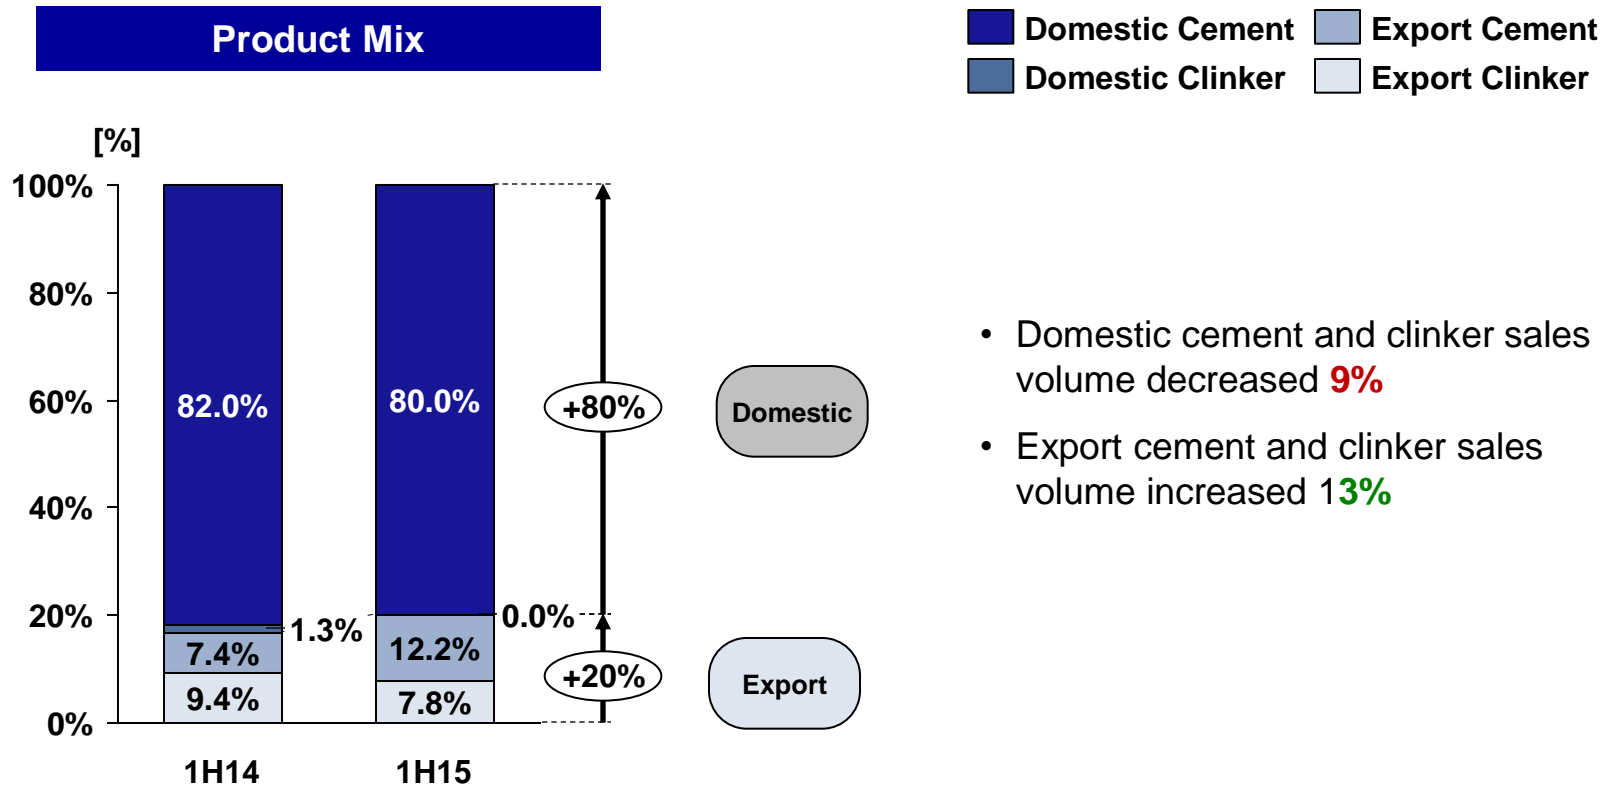 Product Mix
Domestic Cement
Export Cement
Domestic Clinker
Export Clinker
[%]
100%
80%
60%
40%
20%
0%
82.0%
1.3%
7.4%
9.4%
80.0%
0.0%
12.2%
7.8%
1H14
1H15
+80%
+20%
Domestic
Export
• Domestic cement and clinker sales
volume decreased 9%
• Export cement and clinker sales
volume increased 13%